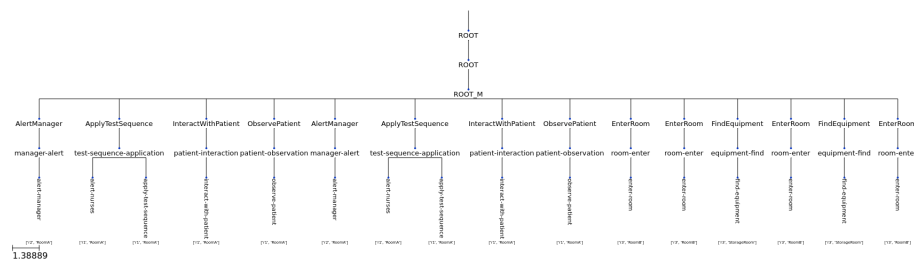 ROOT
ROOT
ROOT_M
AlertManager ApplyTestSequence InteractWithPatient ObservePatient AlertManager ApplyTestSequence InteractWithPatient ObservePatient EnterRoom EnterRoom FindEquipment EnterRoom FindEquipment EnterRoom
manager-alert test-sequence-application patient-interaction patient-observation manager-alert test-sequence-application patient-interaction patient-observation room-enter room-enter equipment-find room-enter equipment-find room-ente
alert-manager alert-nurses apply-test-sequence interact-with-patient observe-patient alert-manager alert-nurses apply-test-sequence interact-with-patient observe-patient enter-room enter-room find-equipment enter-room find-equipment enter-room
1.38889